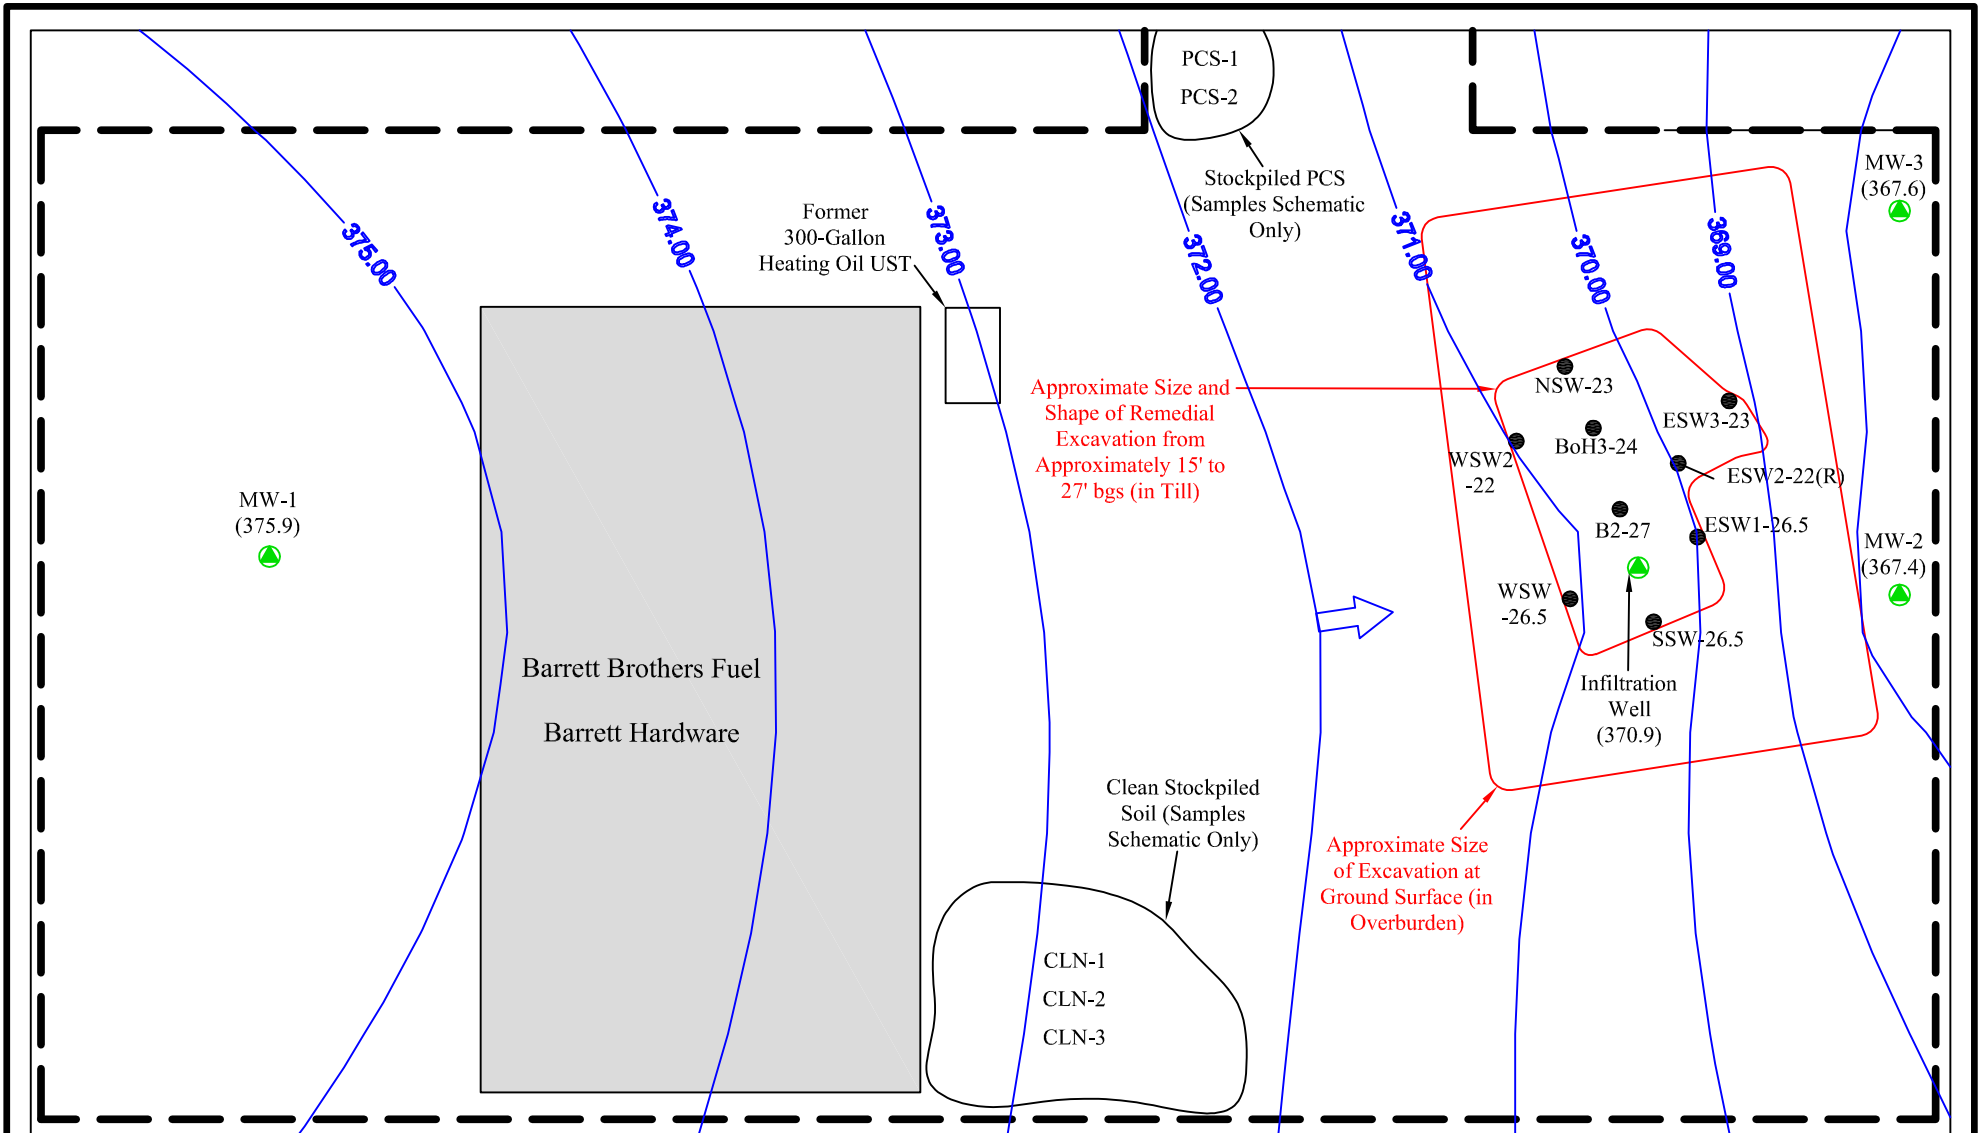 PCS-1
PCS-2
Stockpiled PCS
(Samples Schematic
Only)
MW-3
(367.6)
Former
300-Gallon
Heating Oil UST
375.00
374.00
373.00
372.00
371.00
370.00
369.00
Approximate Size and
Shape of Remedial
Excavation from
Approximately 15' to
27' bgs (in Till)
NSW-23
ESW3-23
BoH3-24
WSW2
-22
ESW2-22(R)
B2-27
ESW1-26.5
MW-1
(375.9)
MW-2
(367.4)
WSW
-26.5
SSW-26.5
Infiltration
Well
(370.9)
Barrett Brothers Fuel
Barrett Hardware
Clean Stockpiled
Soil (Samples
Schematic Only)
Approximate Size
of Excavation at
Ground Surface (in
Overburden)
CLN-1
CLN-2
CLN-3